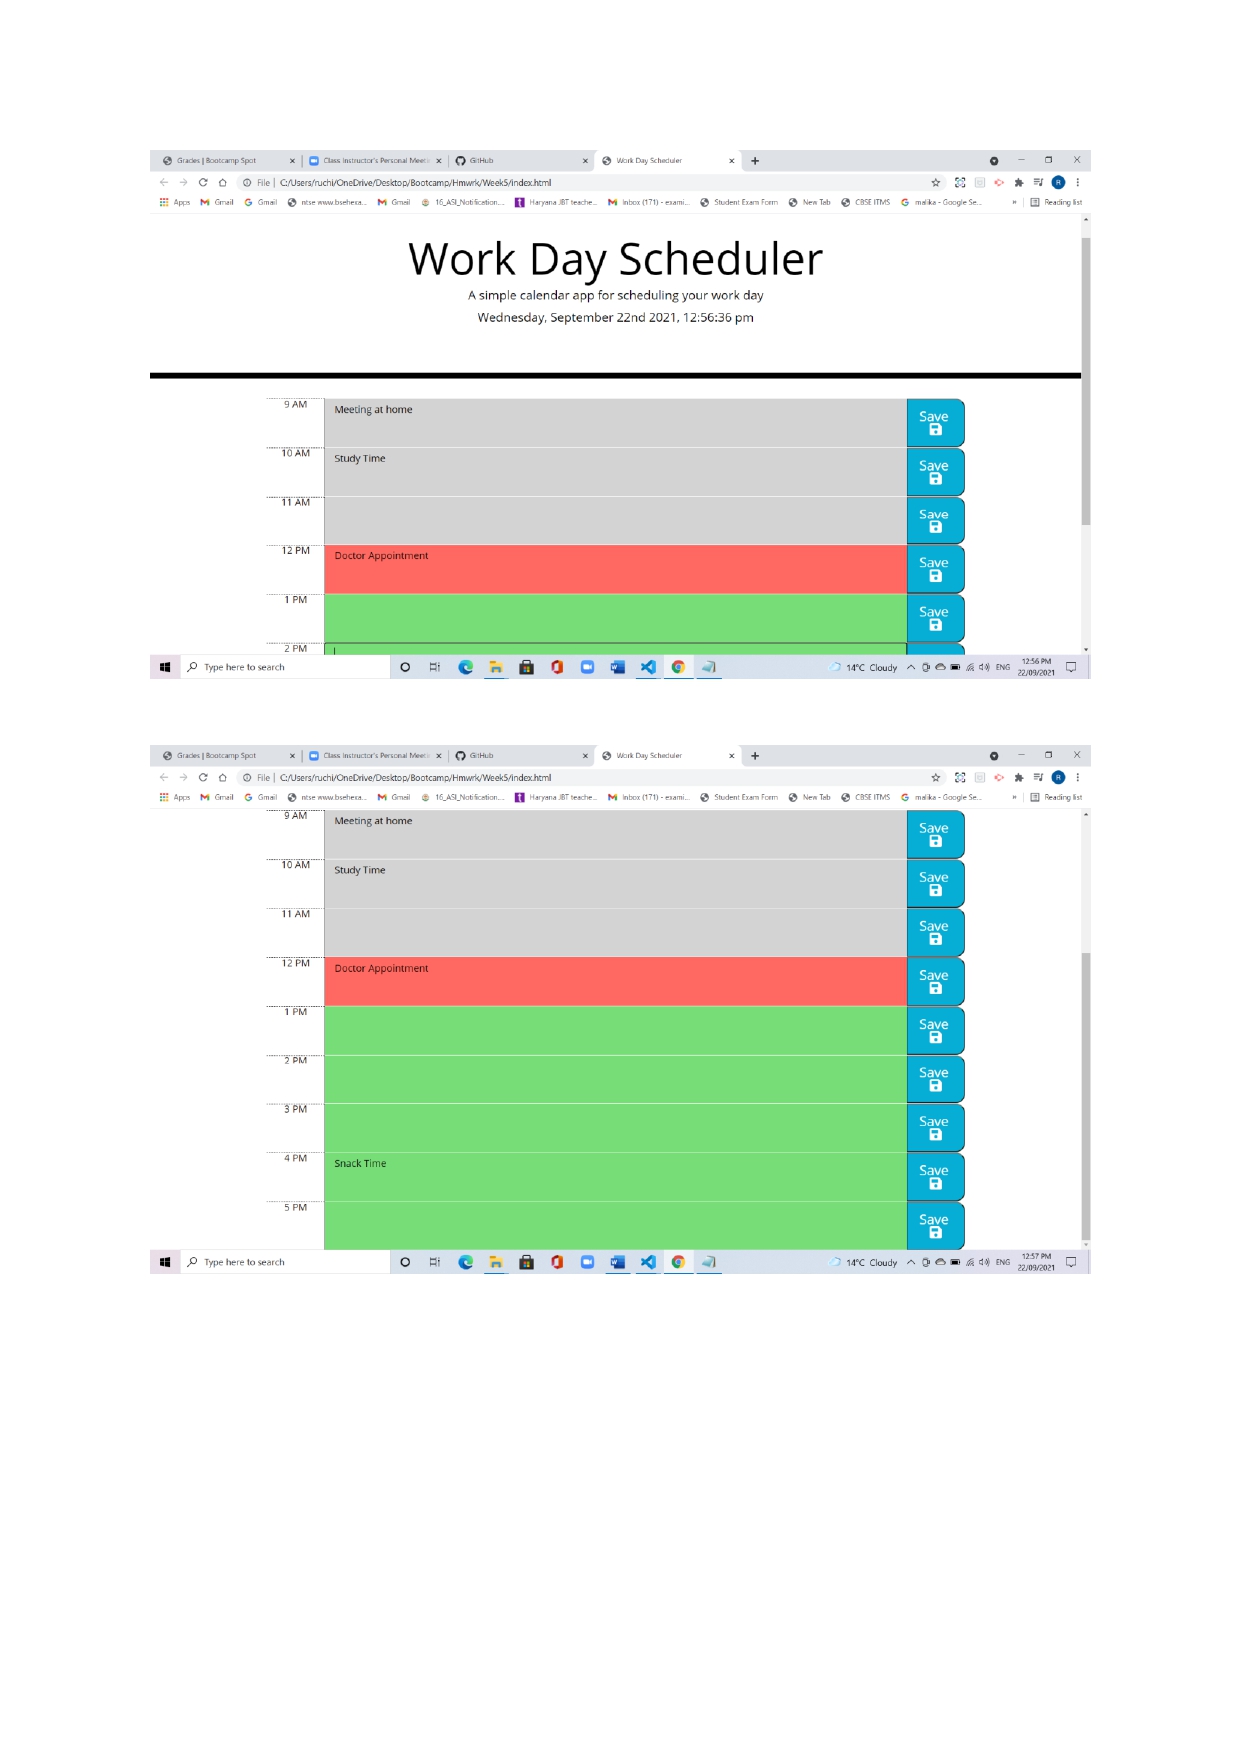 Grades | Bootcamp Spot
Class Instructor's Personal Meeti
GitHub
Work Day Scheduler
File | C:/Users/ruchi/OneDrive/Desktop/Bootcamp/Hmwrk/Week5/index.html
R
Apps Gmail Gmail ntse www.bsehexa... Gmail 16_ASI_Notification.... Haryana JBT teache... Inbox (171) - exami... Student Exam Form New Tab CBSE ITMS malika - Google Se... » Reading list
Work Day Scheduler
A simple calendar app for scheduling your work day
Wednesday, September 22nd 2021, 12:56:36 pm
9 AM Meeting at home Save
10 AM Study Time Save
11 AM Save
12 PM Doctor Appointment Save
1 PM Save
2 PM
Type here to search 14°C Cloudy ENG 12:56 PM
22/09/2021
Grades | Bootcamp Spot
Class Instructor's Personal Meeti
GitHub
Work Day Scheduler
File | C:/Users/ruchi/OneDrive/Desktop/Bootcamp/Hmwrk/Week5/index.html
R
Apps Gmail Gmail ntse www.bsehexa... Gmail 16_ASI_Notification.... Haryana JBT teache... Inbox (171) - exami... Student Exam Form New Tab CBSE ITMS malika - Google Se... » Reading list
9 AM Meeting at home Save
10 AM Study Time Save
11 AM Save
12 PM Doctor Appointment Save
1 PM Save
2 PM Save
3 PM Save
4 PM Snack Time Save
5 PM Save
Type here to search 14°C Cloudy ENG 12:57 PM
22/09/2021